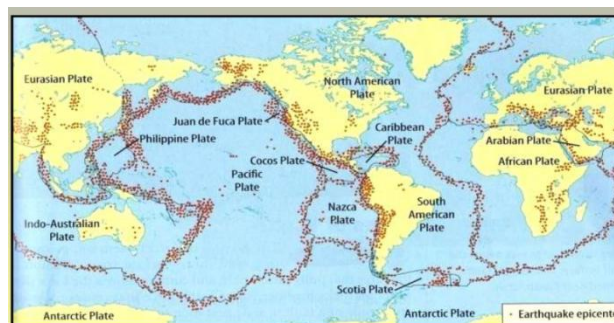 Eurasian Plate
North American
Plate
Eurasian Plate
Juan de Fuca Plate
Philippine Plate
Caribbean
Plate
Arabian Plate
African Plate
Cocos Plate
Pacific
Plate
Nazca
Plate
South
American
Plate
Indo-Australian
Plate
Scotia Plate
Antarctic Plate
Antarctic Plate
Earthquake epicent